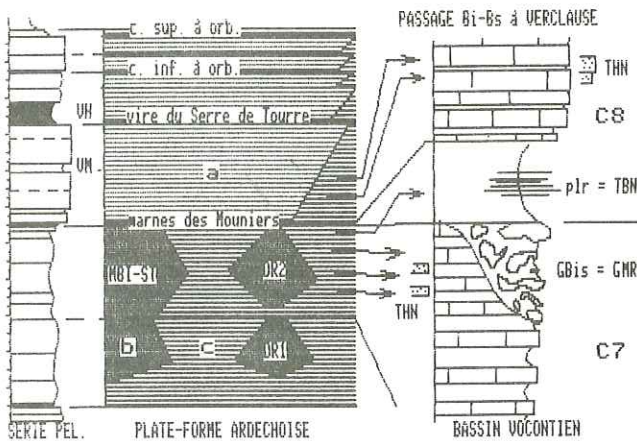 PASSAGE Bi-Bs à VERCLAUSE
c. sup. à orb.
c. inf. à orb.
THN
VH
vire du Serre de Tourre
C8
VM.
a
p1r = TBN
marnes des Mouniers
MBI-ST
DR2
GBis = GMR
THN
b
c
DR1
C7
SERIE PEL.
PLATE-FORME ARDECHOISE
BASSIN VOCONTIEN